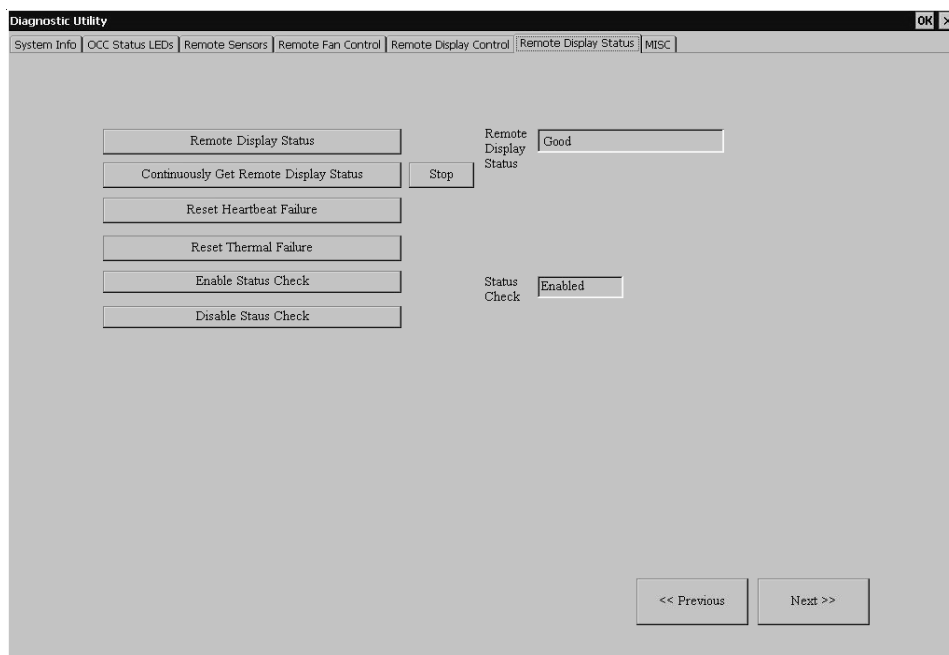 Diagnostic Utility OK ×
System Info OCC Status LEDs Remote Sensors Remote Fan Control Remote Display Control Remote Display Status MISC
Remote Display Status
Continuously Get Remote Display Status
Stop
Reset Heartbeat Failure
Reset Thermal Failure
Enable Status Check
Disable Staus Check
Remote
Display
Status
Good
Status
Check
Enabled
<< Previous
Next >>